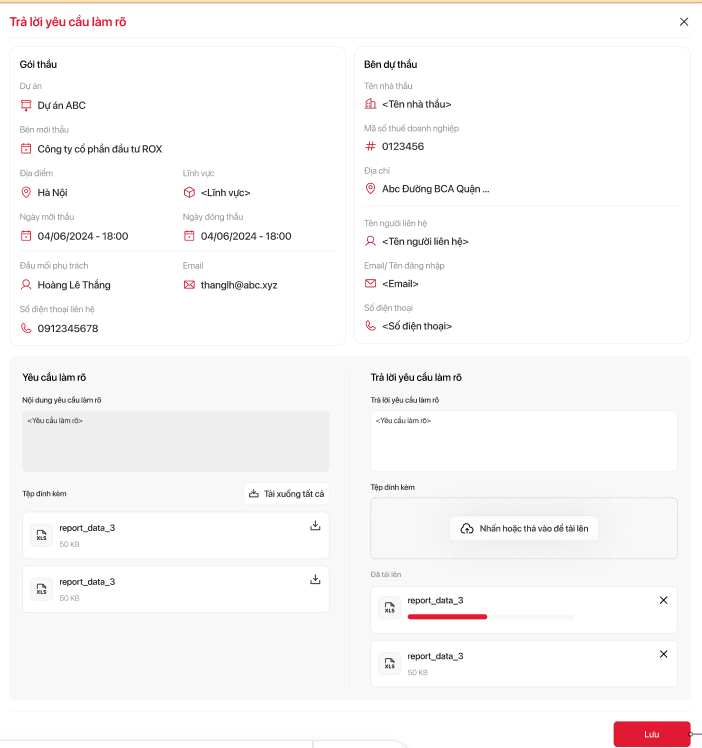 Trả lời yêu cầu làm rõ
Gói thầu
Dự án
Dự án ABC
Bên mời thầu
Công ty cổ phần đầu tư ROX
Địa điểm
Lĩnh vực
Hà Nội
<Lĩnh vực>
Ngày mời thầu
Ngày đóng thầu
04/06/2024 - 18:00
04/06/2024 - 18:00
Đầu mối phụ trách
Email
Hoàng Lê Thắng
thanglh@abc.xyz
Số điện thoại liên hệ
0912345678
Bên dự thầu
Tên nhà thầu
<Tên nhà thầu>
Mã số thuế doanh nghiệp
0123456
Địa chỉ
Abc Đường BCA Quận ...
Tên người liên hệ
<Tên người liên hệ>
Email/ Tên đăng nhập
<Email>
Số điện thoại
<Số điện thoại>
Yêu cầu làm rõ
Nội dung yêu cầu làm rõ
<Yêu cầu làm rõ>
Tệp đính kèm
Tải xuống tất cả
XLS
report_data_3
50 KB
XLS
report_data_3
50 KB
Trả lời yêu cầu làm rõ
Trả lời yêu cầu làm rõ
<Yêu cầu làm rõ>
Tệp đính kèm
Nhấn hoặc thả vào để tải lên
Đã tải lên
XLS
report_data_3
XLS
report_data_3
50 KB
Lưu